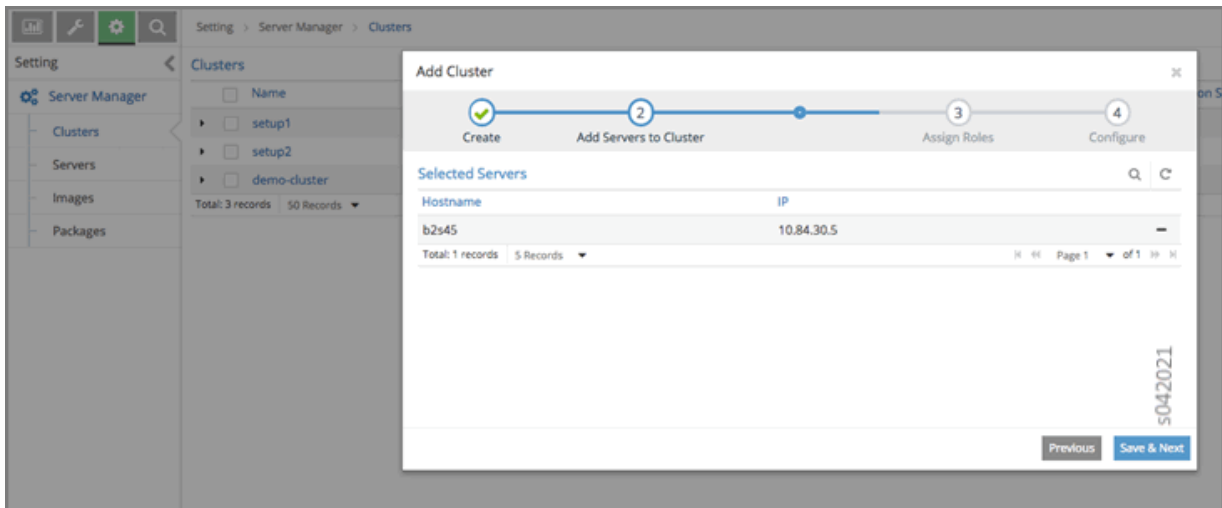 Setting > Server Manager > Clusters
Setting
Server Manager
Clusters
Servers
Images
Packages
Clusters
Name
setup1
setup2
demo-cluster
Total: 3 records 50 Records
on S
Add Cluster
2
3
4
Create
Add Servers to Cluster
Assign Roles
Configure
Selected Servers
Hostname IP
b2s45 10.84.30.5
Total: 1 records 5 Records Page 1 of 1
s042021
Previous Save & Next